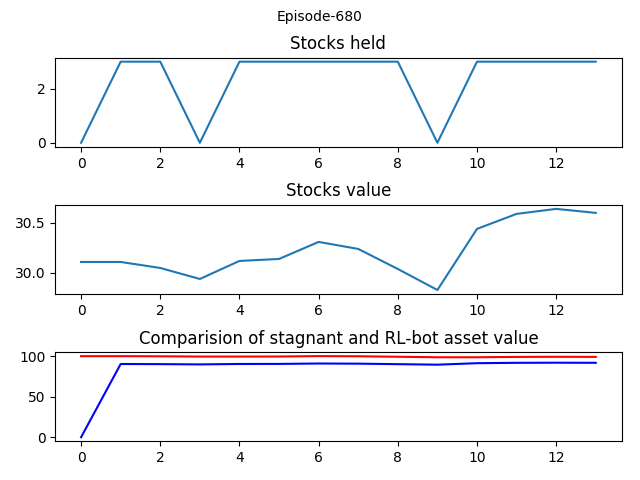 Episode-680
Stocks held
2
0
0 2 4 6 8 10 12
Stocks value
30.5
30.0
0 2 4 6 8 10 12
Comparision of stagnant and RL-bot asset value
100
50
0
0 2 4 6 8 10 12